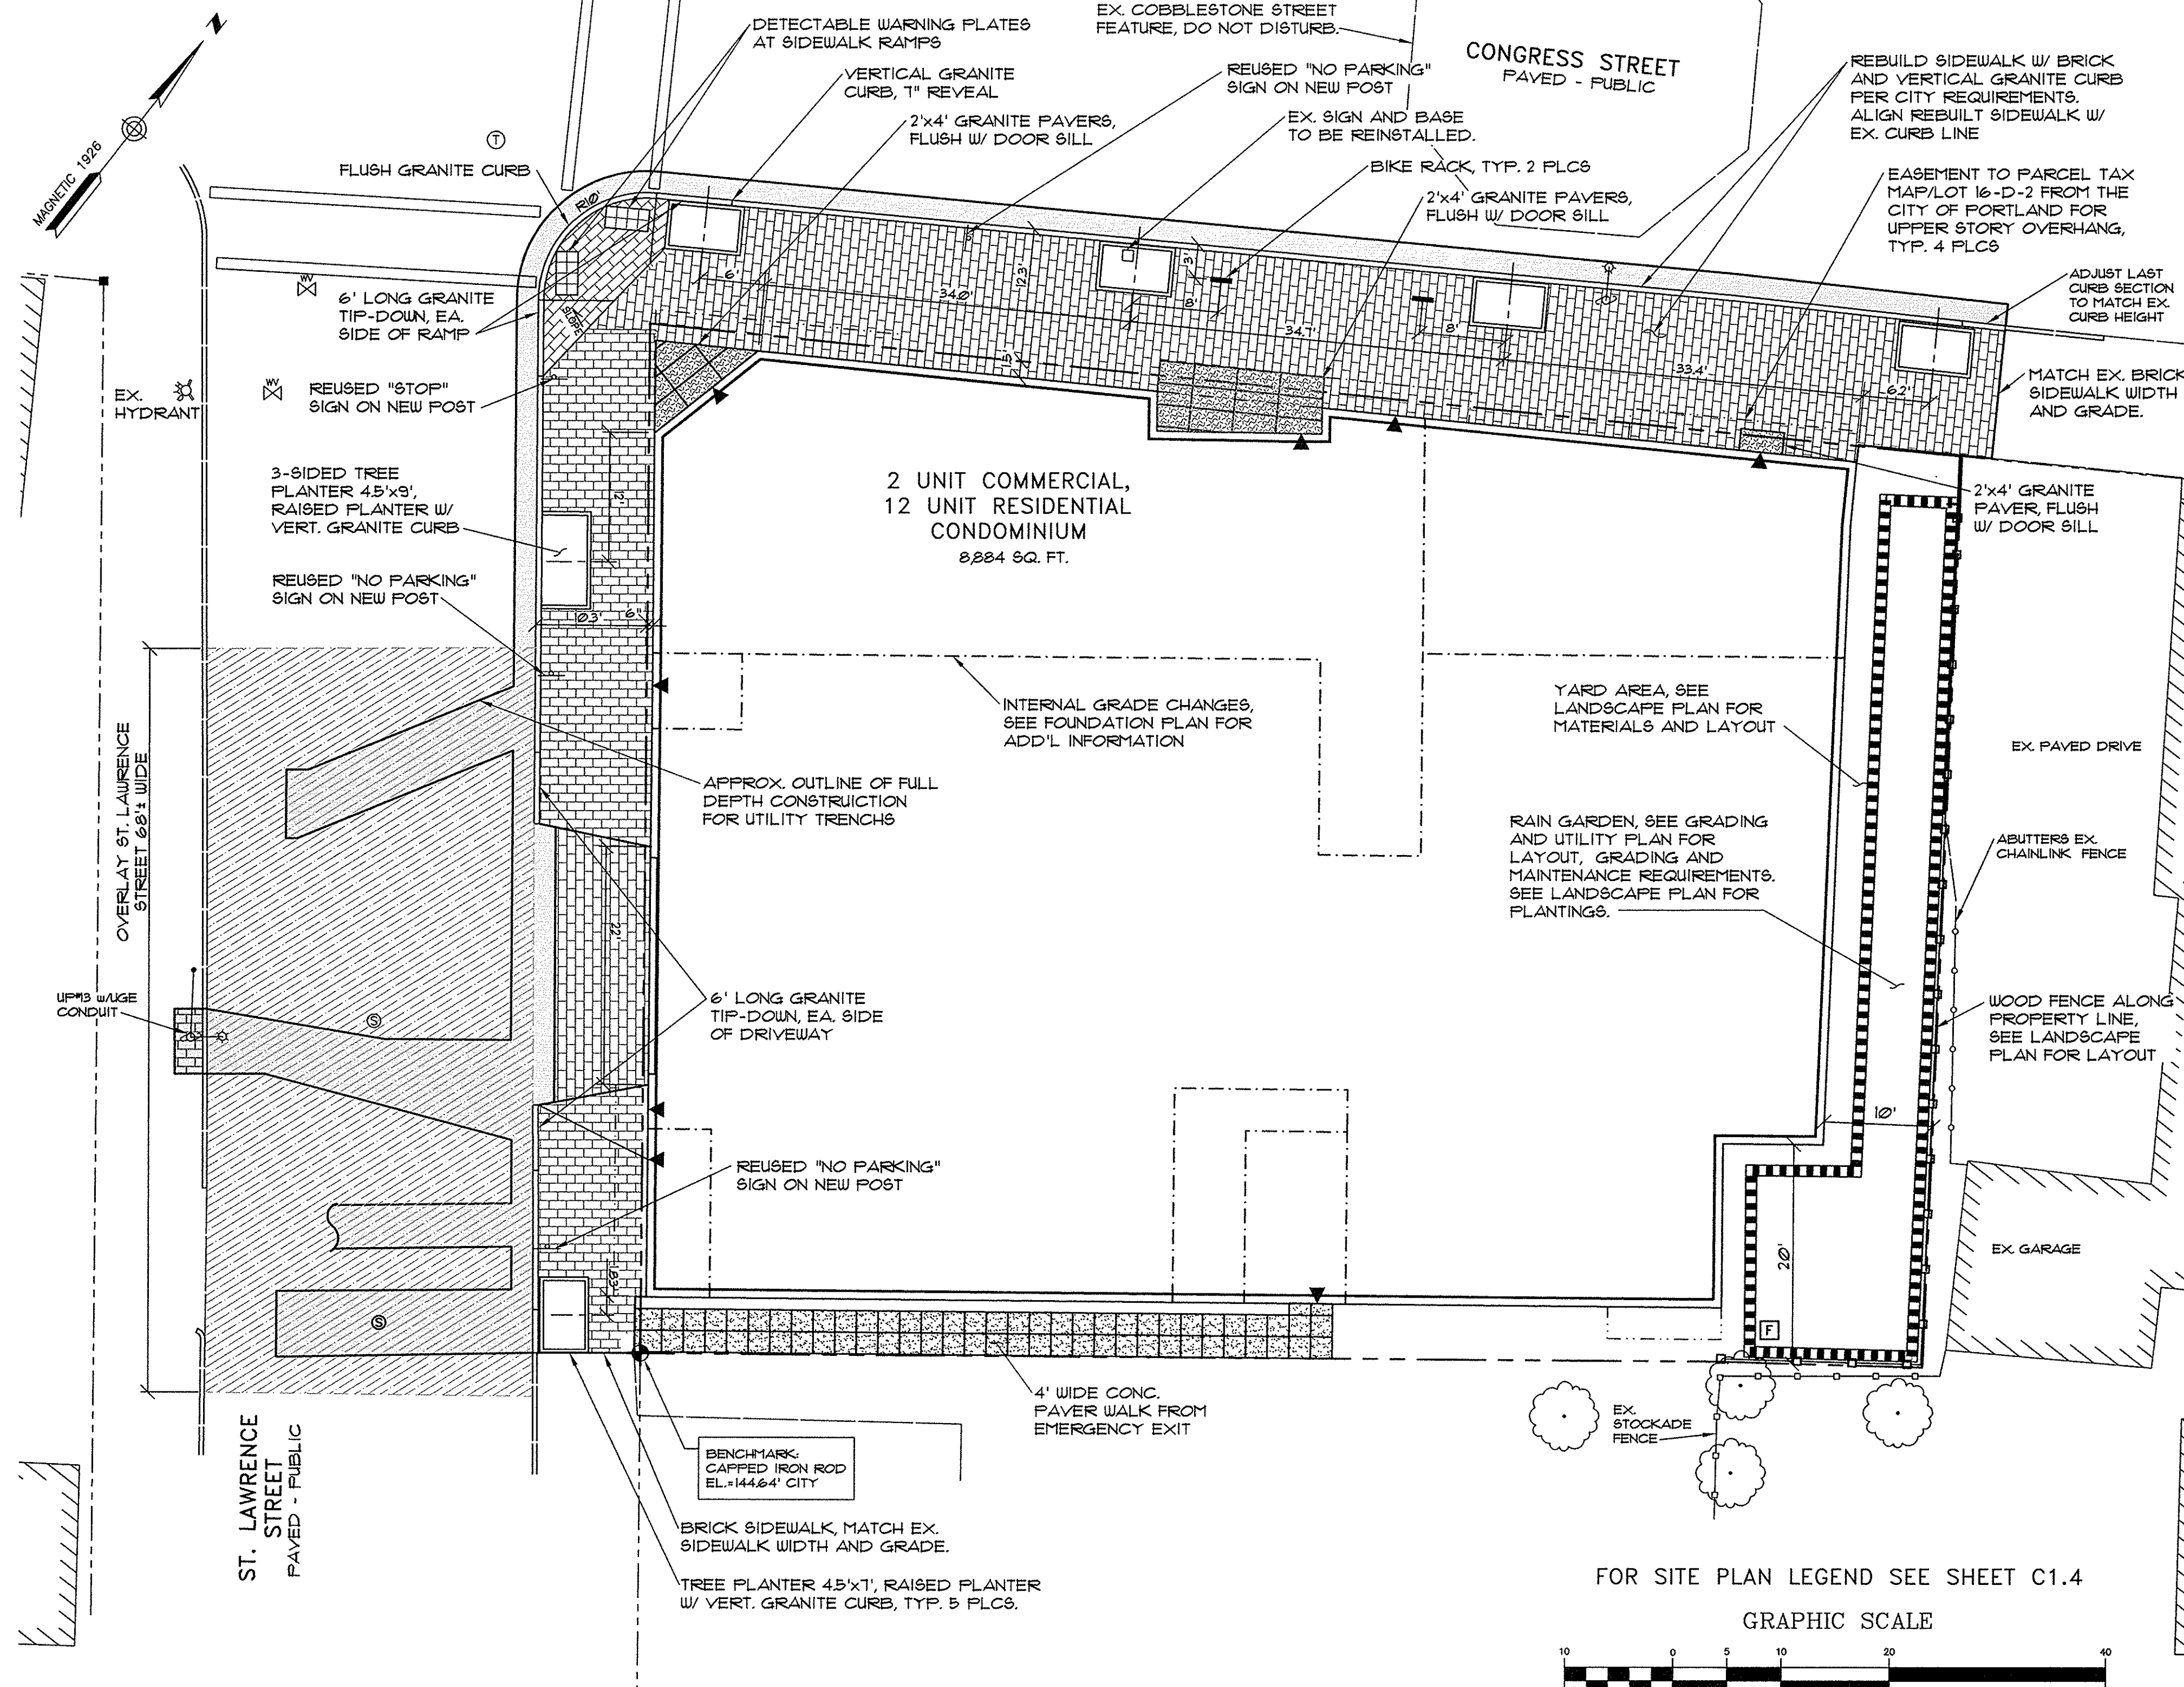 N
MAGNETIC 1926
DETECTABLE WARNING PLATES
AT SIDEWALK RAMPS
EX. COBBLESTONE STREET
FEATURE, DO NOT DISTURB.
CONGRESS STREET
PAVED - PUBLIC
VERTICAL GRANITE
CURB, 7" REVEAL
REUSED "NO PARKING"
SIGN ON NEW POST
REBUILD SIDEWALK W/ BRICK
AND VERTICAL GRANITE CURB
PER CITY REQUIREMENTS.
ALIGN REBUILT SIDEWALK W/
EX. CURB LINE
2'x4' GRANITE PAVERS,
FLUSH W/ DOOR SILL
EX. SIGN AND BASE
TO BE REINSTALLED.
T
FLUSH GRANITE CURB
BIKE RACK, TYP. 2 PLCS
2'x4' GRANITE PAVERS,
FLUSH W/ DOOR SILL
EASEMENT TO PARCEL TAX
MAP/LOT 16-D-2 FROM THE
CITY OF PORTLAND FOR
UPPER STORY OVERHANG,
TYP. 4 PLCS
R10'
ADJUST LAST
CURB SECTION
TO MATCH EX.
CURB HEIGHT
WV
6' LONG GRANITE
TIP-DOWN, EA.
SIDE OF RAMP
SLOPE
6'
34.0'
12.3'
3'
8'
34.7'
8'
33.4'
6.2'
1.5'
WV
EX.
HYDRANT
REUSED "STOP"
SIGN ON NEW POST
MATCH EX. BRICK
SIDEWALK WIDTH
AND GRADE.
3-SIDED TREE
PLANTER 4.5'x9',
RAISED PLANTER W/
VERT. GRANITE CURB
12'
2 UNIT COMMERCIAL,
12 UNIT RESIDENTIAL
CONDOMINIUM
8,884 SQ. FT.
2'x4' GRANITE
PAVER, FLUSH
W/ DOOR SILL
REUSED "NO PARKING"
SIGN ON NEW POST
10.3'
6"
INTERNAL GRADE CHANGES,
SEE FOUNDATION PLAN FOR
ADD'L INFORMATION
YARD AREA, SEE
LANDSCAPE PLAN FOR
MATERIALS AND LAYOUT
EX. PAVED DRIVE
OVERLAY ST. LAWRENCE
STREET 68'± WIDE
APPROX. OUTLINE OF FULL
DEPTH CONSTRUICTION
FOR UTILITY TRENCHS
RAIN GARDEN, SEE GRADING
AND UTILITY PLAN FOR
LAYOUT, GRADING AND
MAINTENANCE REQUIREMENTS.
SEE LANDSCAPE PLAN FOR
PLANTINGS.
ABUTTERS EX.
CHAINLINK FENCE
22'
UP#13 W/UGE
CONDUIT
S
6' LONG GRANITE
TIP-DOWN, EA. SIDE
OF DRIVEWAY
WOOD FENCE ALONG
PROPERTY LINE,
SEE LANDSCAPE
PLAN FOR LAYOUT
10'
REUSED "NO PARKING"
SIGN ON NEW POST
20'
EX. GARAGE
S
F
4' WIDE CONC.
PAVER WALK FROM
EMERGENCY EXIT
EX.
STOCKADE
FENCE
ST. LAWRENCE
STREET
PAVED - PUBLIC
BENCHMARK:
CAPPED IRON ROD
EL.=144.64' CITY
BRICK SIDEWALK, MATCH EX.
SIDEWALK WIDTH AND GRADE.
TREE PLANTER 4.5'x7', RAISED PLANTER
W/ VERT. GRANITE CURB, TYP. 5 PLCS.
FOR SITE PLAN LEGEND SEE SHEET C1.4
GRAPHIC SCALE
10 0 5 10 20 40